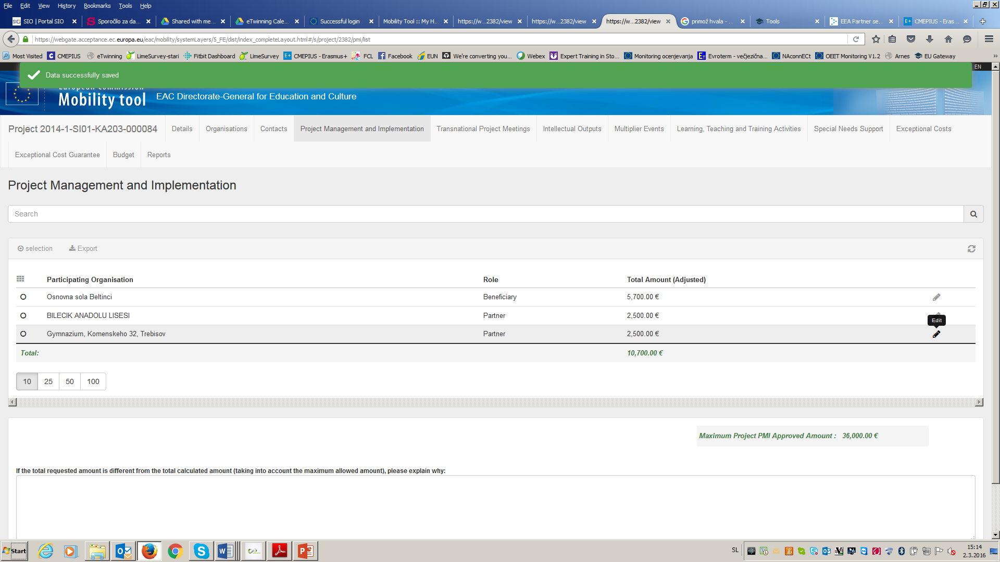 File Edit View History Bookmarks Tools Help
SIO | Portal SIO Sporočilo za da... Shared with me... eTwinning Cale... Successful login Mobility Tool :: My H... https://w...2382/view https://w...2382/view https://w...2382/view primož hvala - ... Tools EEA Partner se... CMEPIUS - Eras...
https://webgate.acceptance.ec.europa.eu/eac/mobility/systemLayers/5_FE/dist/index_completeLayout.html#/s/project/2382/pmi/list
Most Visited CMEPIUS eTwinning LimeSurvey-stari Fitbit Dashboard LimeSurvey CMEPIUS - Erasmus+ FCL Facebook EUN We're converting you... Webex Expert Training in Sto... Monitoring ocenjevanja Evroterm - večjezična... NAconnECt OEET Monitoring V1.2 Arnes EU Gateway
EN
Data successfully saved
Mobility tool EAC Directorate-General for Education and Culture
Project 2014-1-SI01-KA203-000084 Details Organisations Contacts Project Management and Implementation Transnational Project Meetings Intellectual Outputs Multiplier Events Learning, Teaching and Training Activities Special Needs Support Exceptional Costs
Exceptional Cost Guarantee Budget Reports
Project Management and Implementation
Search
selection Export
Participating Organisation Role Total Amount (Adjusted)
Osnovna sola Beltinci Beneficiary 5,700.00 €
BILECIK ANADOLU LISESI Partner 2,500.00 €
Edit
Gymnazium, Komenskeho 32, Trebisov Partner 2,500.00 €
Total: 10,700.00 €
10 25 50 100
Maximum Project PMI Approved Amount : 36,000.00 €
If the total requested amount is different from the total calculated amount (taking into account the maximum allowed amount), please explain why:
Start SL 15:14
2.3.2016